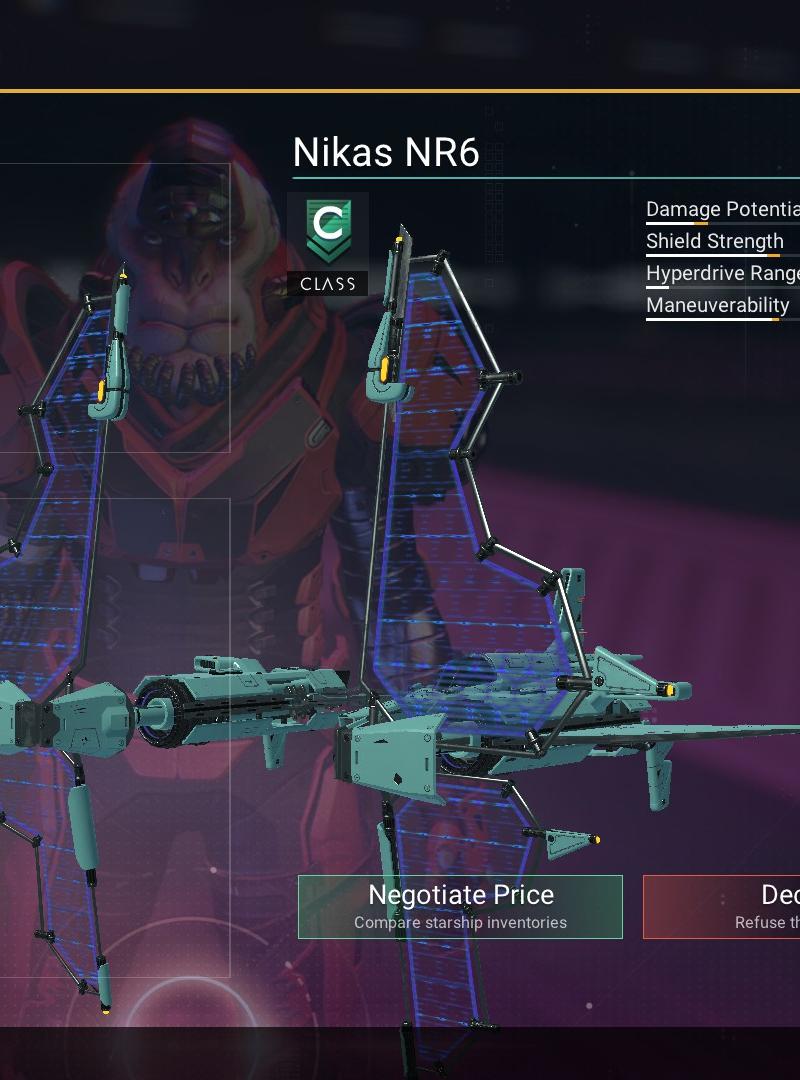 Nikas NR6
C
CLASS
Damage Potentia
Shield Strength
Hyperdrive Range
Maneuverability
Negotiate Price
Compare starship inventories
Dec
Refuse th